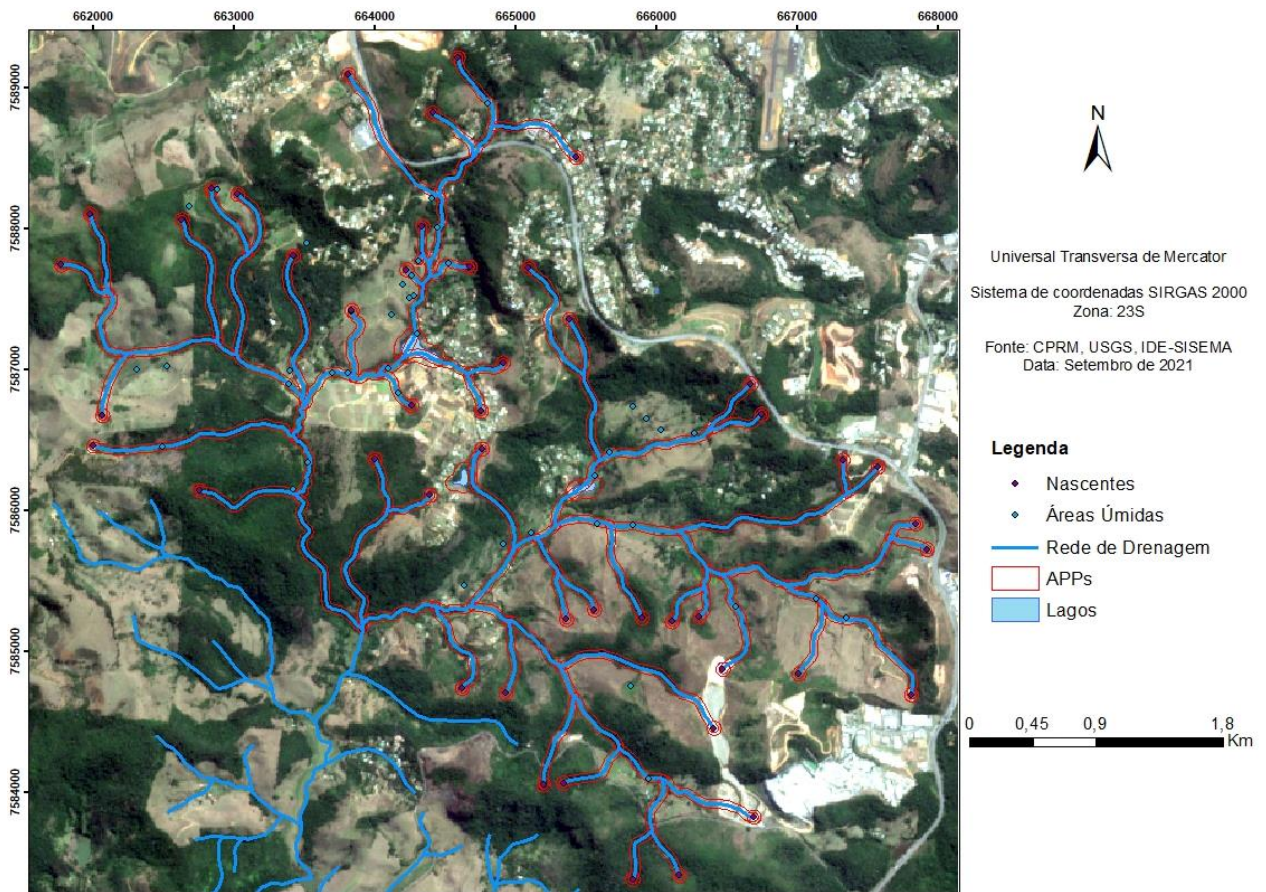 662000 663000 664000 665000 666000 667000 668000
7589000
7588000
7587000
7586000
7585000
7584000
N
Universal Transversa de Mercator
Sistema de coordenadas SIRGAS 2000
Zona: 23S
Fonte: CPRM, USGS, IDE-SISEMA
Data: Setembro de 2021
Legenda
Nascentes
Áreas Úmidas
Rede de Drenagem
APPs
Lagos
0 0,45 0,9 1,8
Km